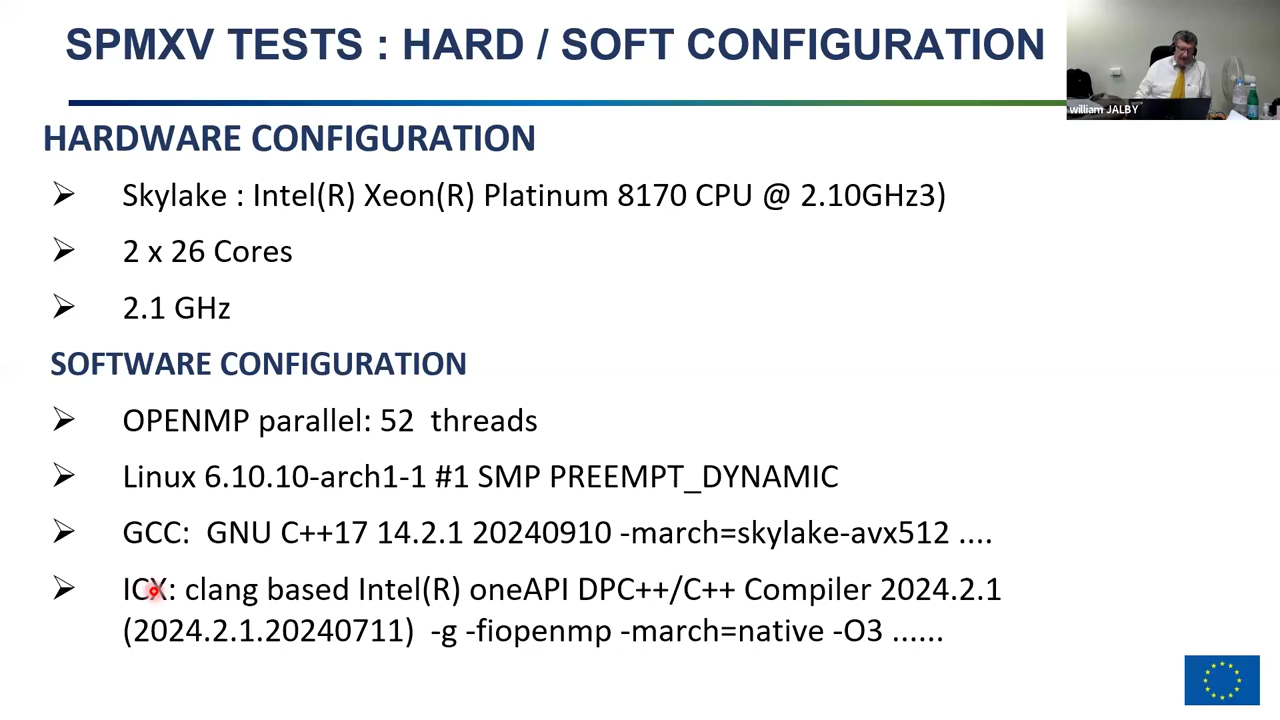 SPMXV TESTS : HARD / SOFT CONFIGURATION
william JALBY
HARDWARE CONFIGURATION
Skylake : Intel(R) Xeon(R) Platinum 8170 CPU @ 2.10GHz3)
2 x 26 Cores
2.1 GHz
SOFTWARE CONFIGURATION
OPENMP parallel: 52 threads
Linux 6.10.10-arch1-1 #1 SMP PREEMPT_DYNAMIC
GCC: GNU C++17 14.2.1 20240910 -march=skylake-avx512 ....
ICX: clang based Intel(R) oneAPI DPC++/C++ Compiler 2024.2.1
(2024.2.1.20240711) -g -fiopenmp -march=native -O3 ......